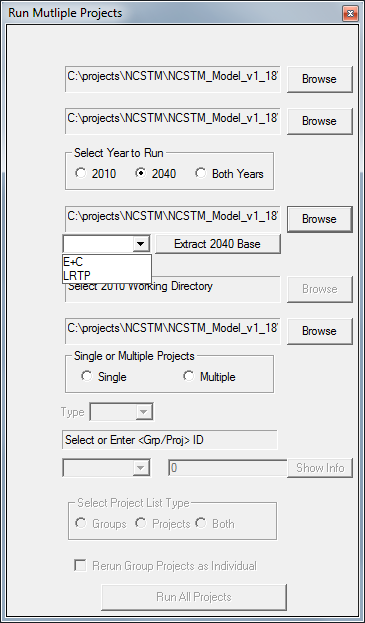 Run Mutliple Projects
C:\projects\NCSTM\NCSTM_Model_v1_18\
Browse
C:\projects\NCSTM\NCSTM_Model_v1_18\
Browse
Select Year to Run
2010 2040 Both Years
C:\projects\NCSTM\NCSTM_Model_v1_18\
Browse
Extract 2040 Base
E+C
LRTP
Select 2010 Working Directory
Browse
C:\projects\NCSTM\NCSTM_Model_v1_18\
Browse
Single or Multiple Projects
Single Multiple
Type
Select or Enter <Grp/Proj> ID
0 Show Info
Select Project List Type
Groups Projects Both
Rerun Group Projects as Individual
Run All Projects